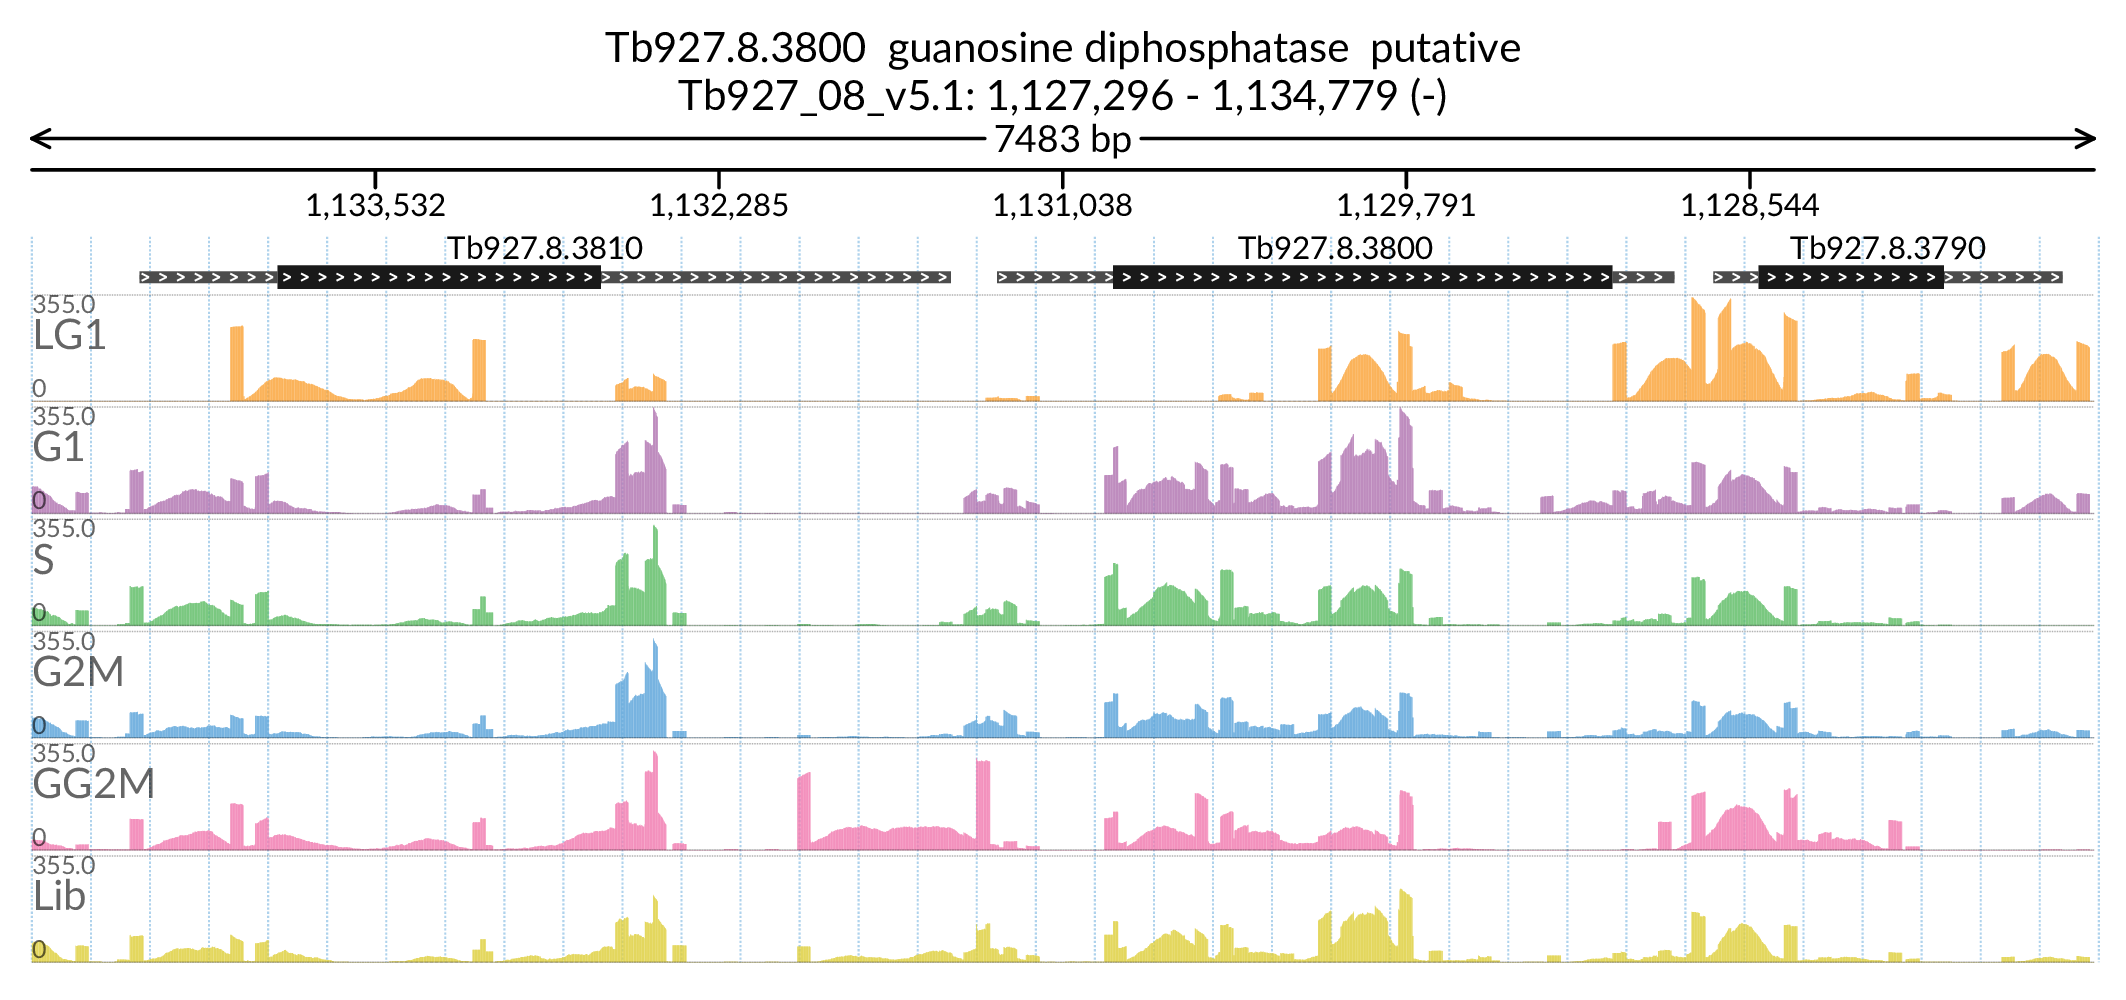 Tb927.8.3800  guanosine diphosphatase  putative
Tb927_08_v5.1: 1,127,296 - 1,134,779 (-)
7483 bp
1,133,532 1,132,285 1,131,038 1,129,791 1,128,544
Tb927.8.3810 Tb927.8.3800 Tb927.8.3790
355.0
LG1
0
355.0
G1
0
355.0
S
0
355.0
G2M
0
355.0
GG2M
0
355.0
Lib
0